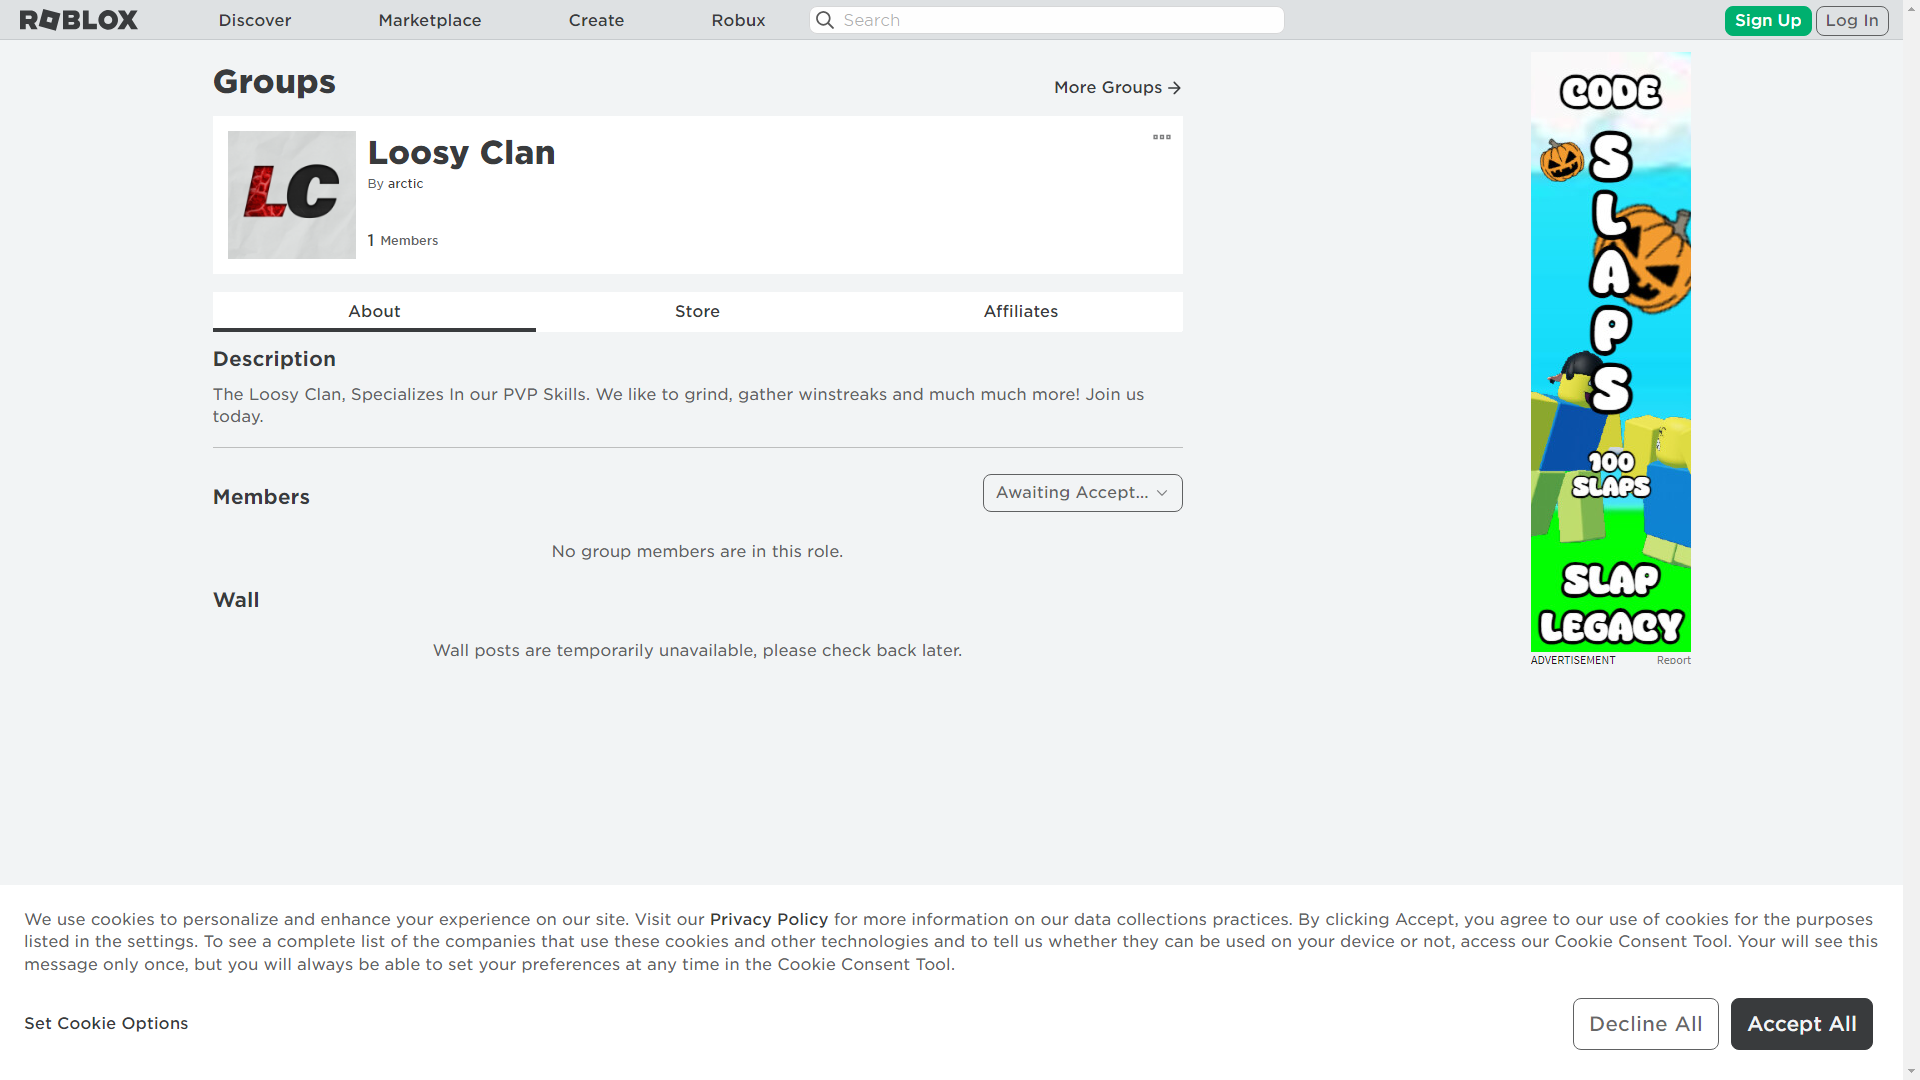 ROBLOX
Discover
Marketplace
Create
Robux
Search
Sign Up
Log In
Groups
More Groups
LC
Loosy Clan
By arctic
1 Members
About
Store
Affiliates
Description
The Loosy Clan, Specializes In our PVP Skills. We like to grind, gather winstreaks and much much more! Join us
today.
Members
Awaiting Accept...
No group members are in this role.
Wall
Wall posts are temporarily unavailable, please check back later.
CODE
SLAPS
100
SLAPS
SLAP
LEGACY
ADVERTISEMENT
Report
We use cookies to personalize and enhance your experience on our site. Visit our Privacy Policy for more information on our data collections practices. By clicking Accept, you agree to our use of cookies for the purposes
listed in the settings. To see a complete list of the companies that use these cookies and other technologies and to tell us whether they can be used on your device or not, access our Cookie Consent Tool. Your will see this
message only once, but you will always be able to set your preferences at any time in the Cookie Consent Tool.
Set Cookie Options
Decline All
Accept All